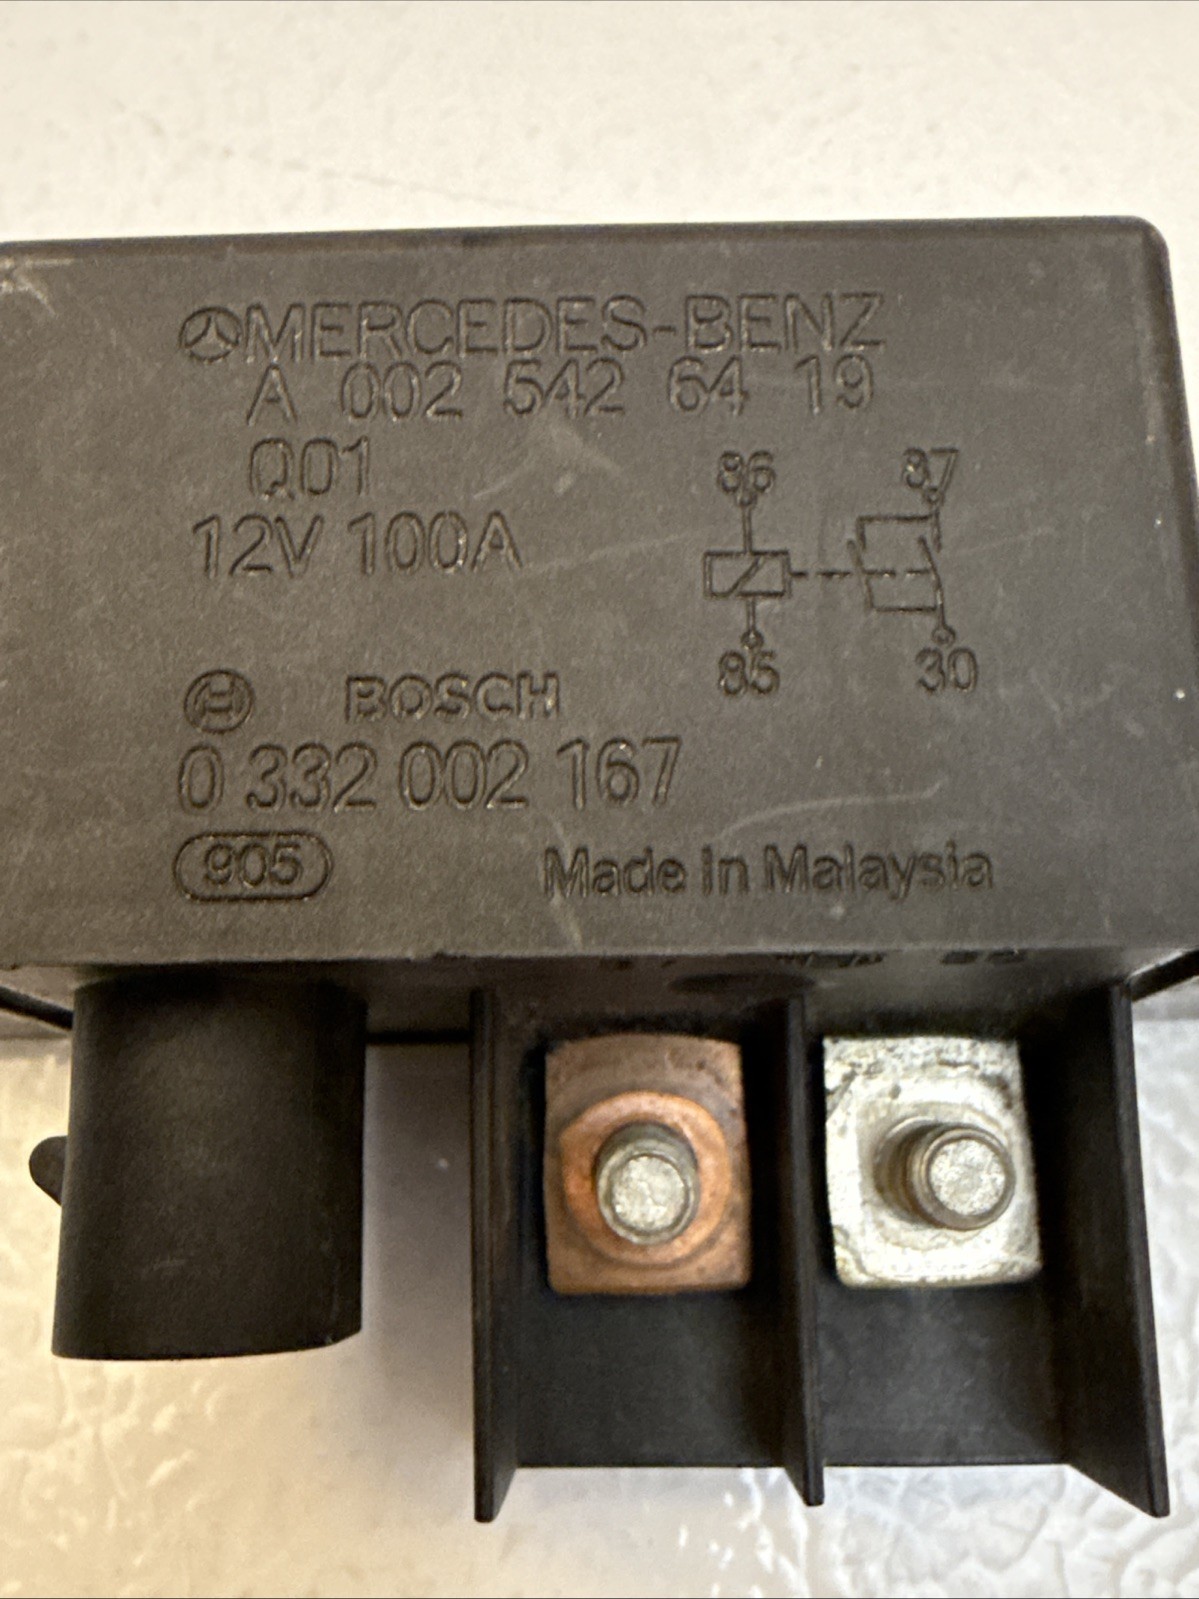 MERCEDES-BENZ
A 002 542 64 19
Q01
12V 100A
86 87
85 30
BOSCH
0 332 002 167
905
Made in Malaysia